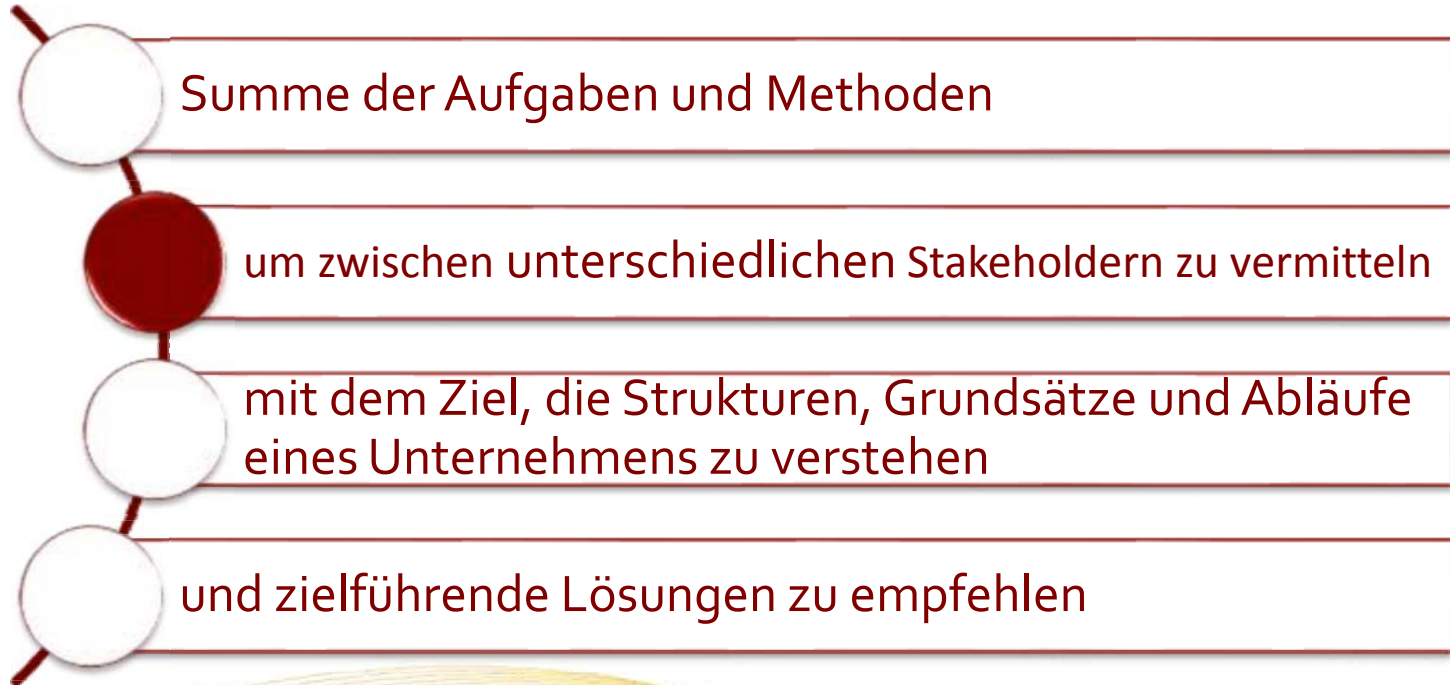 Summe der Aufgaben und Methoden
um zwischen unterschiedlichen Stakeholdern zu vermitteln
mit dem Ziel, die Strukturen, Grundsätze und Abläufe
eines Unternehmens zu verstehen
und zielführende Lösungen zu empfehlen